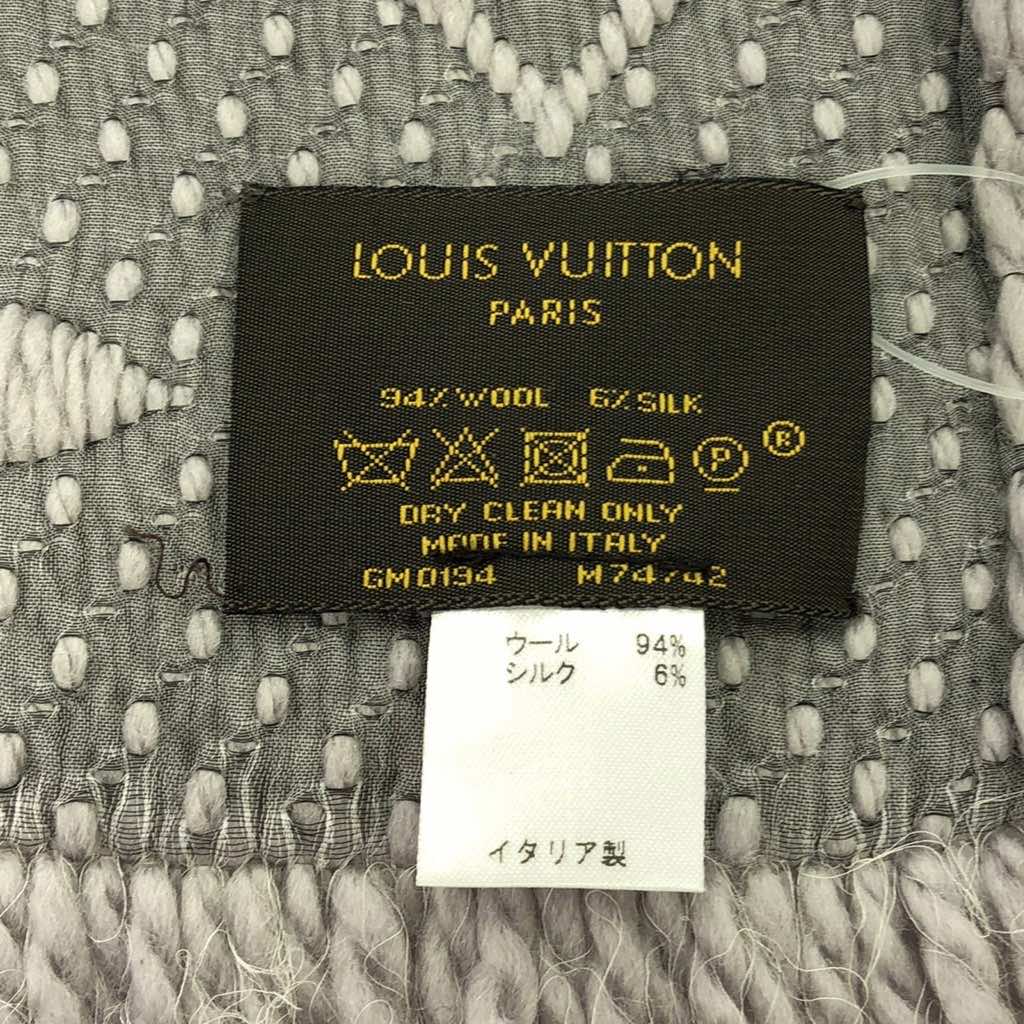 LOUIS VUITTON
PARIS
94% WOOL 6% SILK
P ®
DRY CLEAN ONLY
MADE IN ITALY
GM0194 M74742
ウール 94%
シルク 6%
イタリア製